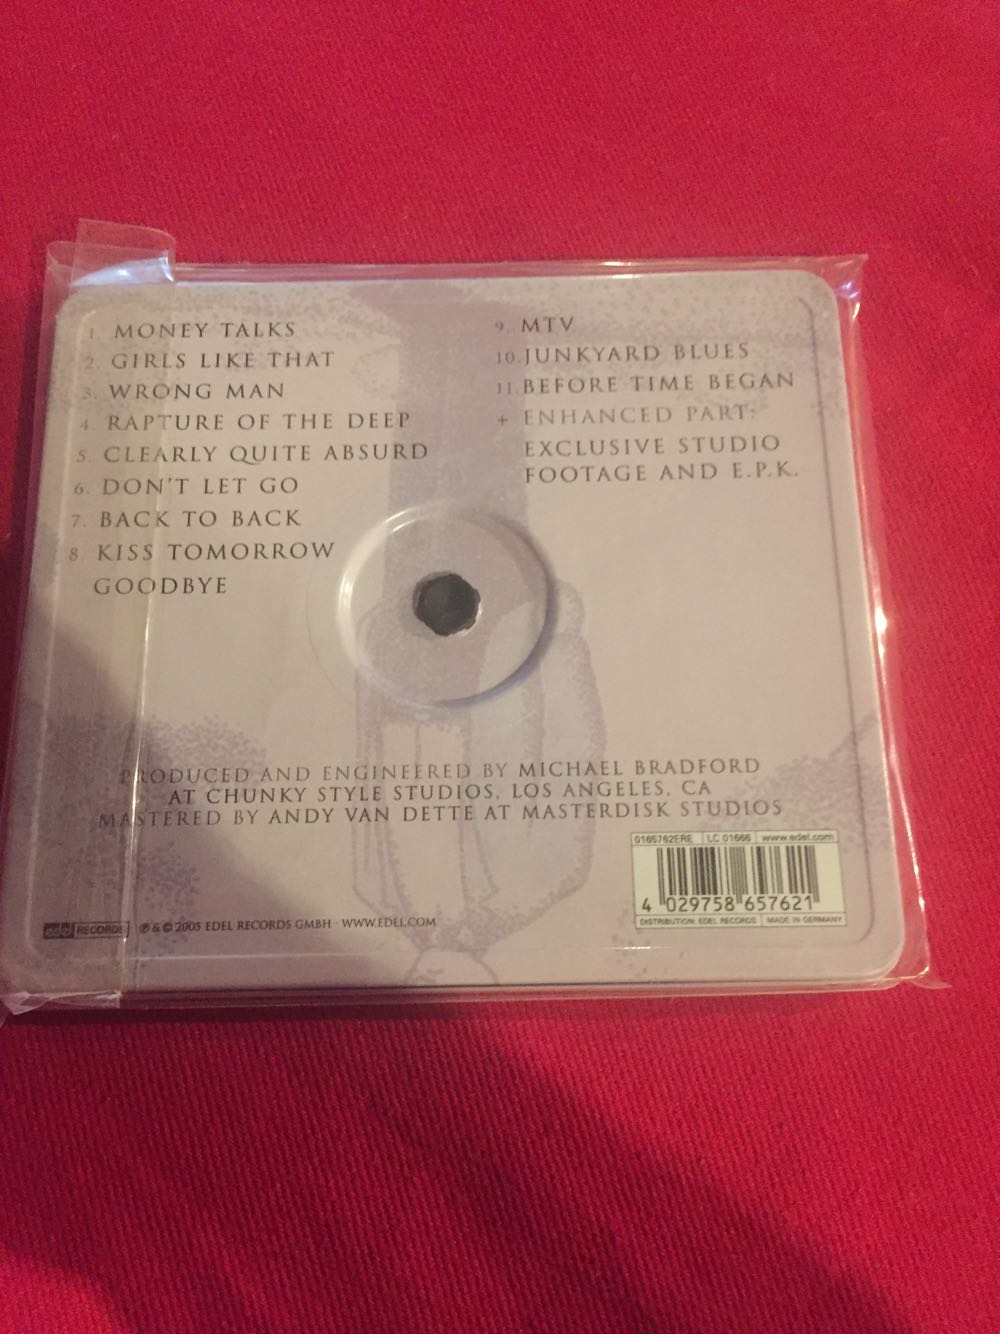 1. MONEY TALKS
2. GIRLS LIKE THAT
3. WRONG MAN
4. RAPTURE OF THE DEEP
5. CLEARLY QUITE ABSURD
6. DON'T LET GO
7. BACK TO BACK
8. KISS TOMORROW
GOODBYE
9. MTV
10. JUNKYARD BLUES
11. BEFORE TIME BEGAN
+ ENHANCED PART:
EXCLUSIVE STUDIO
FOOTAGE AND E.P.K.
PRODUCED AND ENGINEERED BY MICHAEL BRADFORD
AT CHUNKY STYLE STUDIOS, LOS ANGELES, CA
MASTERED BY ANDY VAN DETTE AT MASTERDISK STUDIOS
0165762ERE LC 01666 www.edel.com
4 029758 657621
DISTRIBUTION: EDEL RECORDS MADE IN GERMANY
edel RECORDS ℗ & © 2005 EDEL RECORDS GMBH · WWW.EDEL.COM